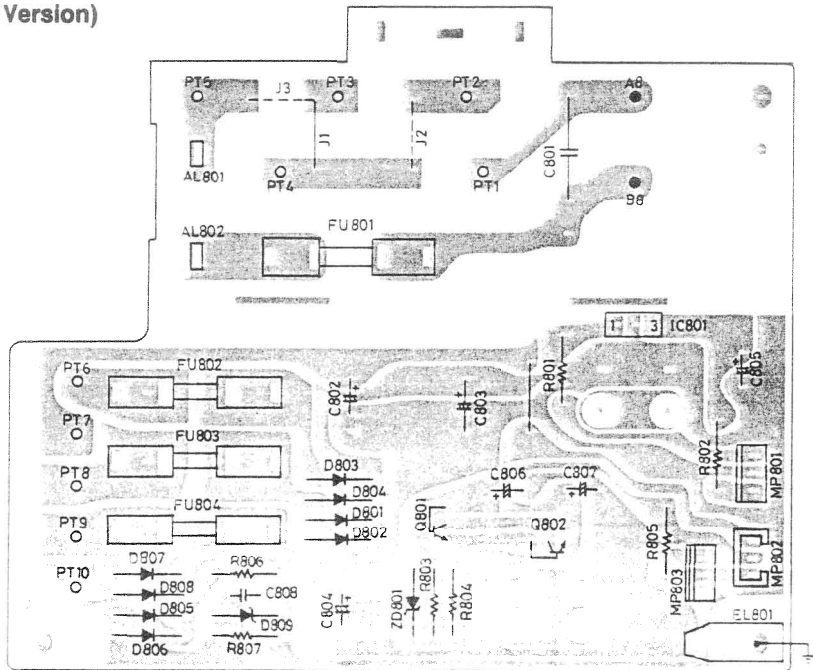 Version)
PT5 J3 PT3 PT2 A8
J1 J2 C801
AL801 PT4 PT1
B8
AL802 FU801
1 3 IC801
PT6 FU802 C802 C803 R801 C805
PT7 FU803 R802 MP801
PT8 D803 C806 C807
D804
FU804 D801 Q801 Q802
PT9 D802 R805 MP802
D807 R806
PT10 D808 C808 C804 ZD801 R803 R804 MP803
D805 D809 EL801
D806 R807